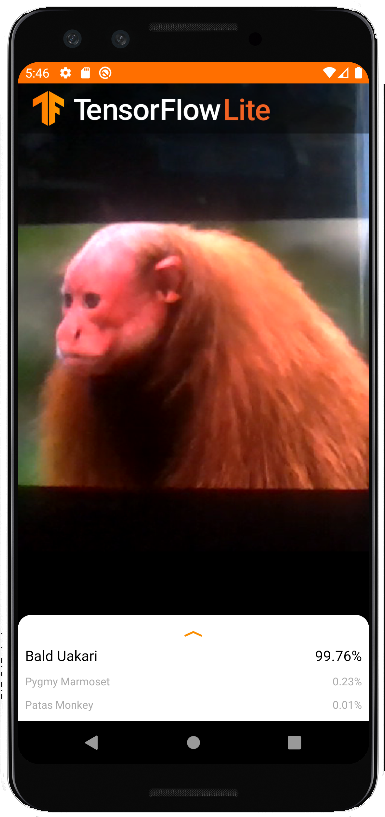 5:46
TensorFlow Lite
Bald Uakari 99.76%
Pygmy Marmoset 0.23%
Patas Monkey 0.01%